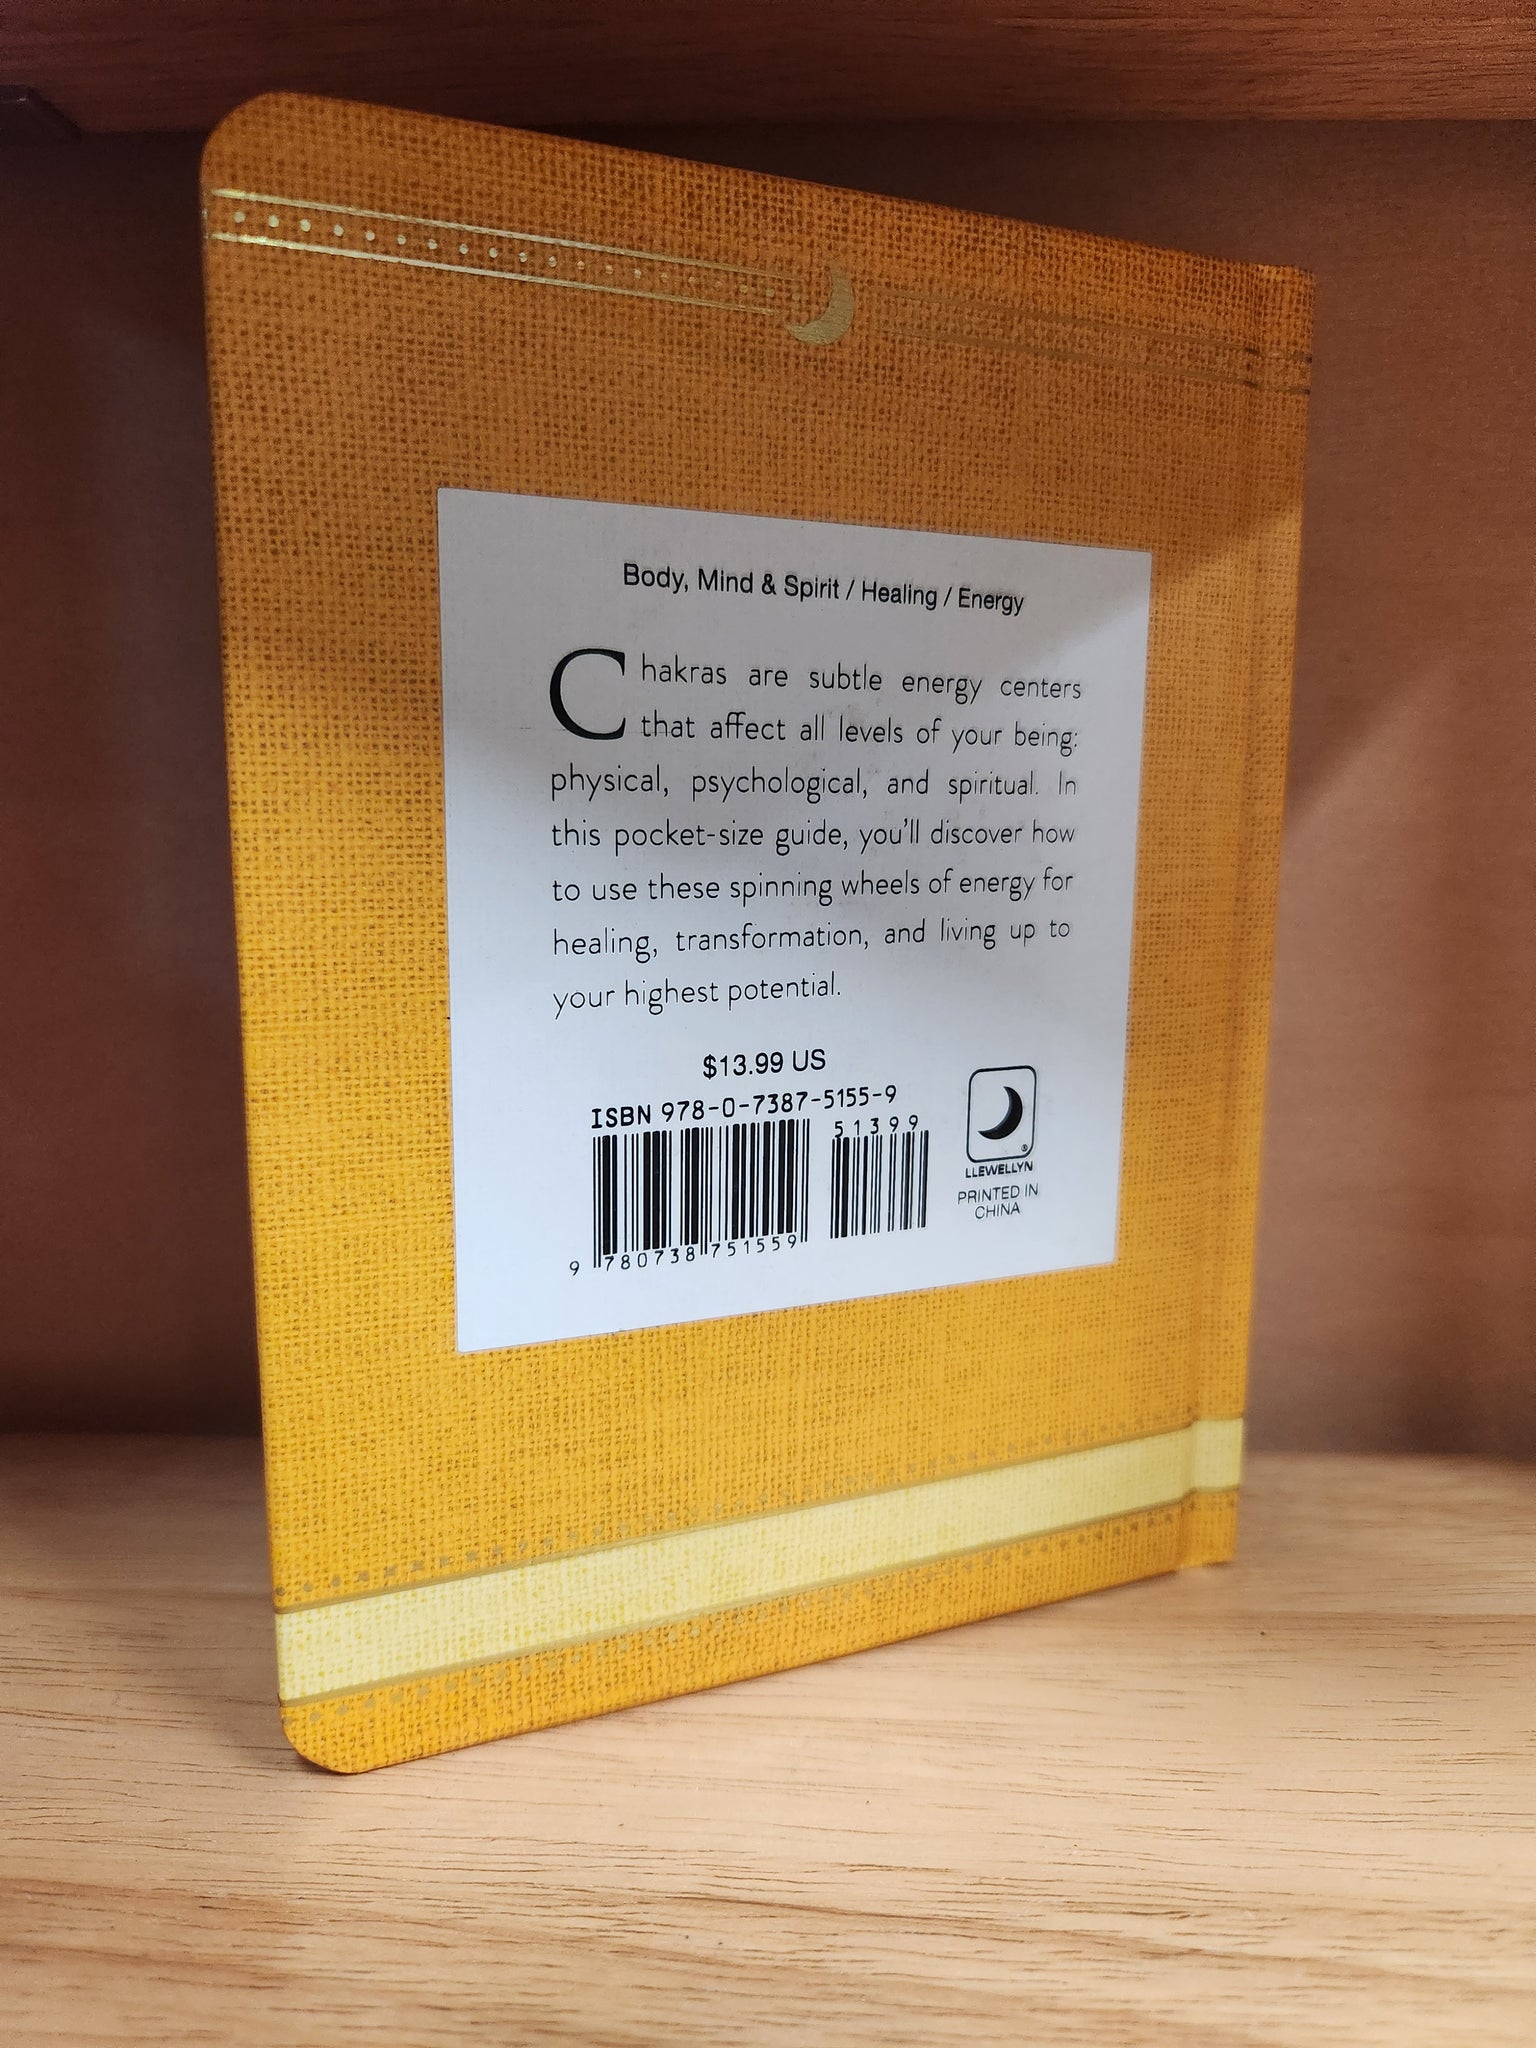 Body, Mind & Spirit / Healing / Energy
Chakras are subtle energy centers
that affect all levels of your being:
physical, psychological, and spiritual. In
this pocket-size guide, you'll discover how
to use these spinning wheels of energy for
healing, transformation, and living up to
your highest potential.
$13.99 US
ISBN 978-0-7387-5155-9
51399
9 780738 751559
®
LLEWELLYN
PRINTED IN
CHINA